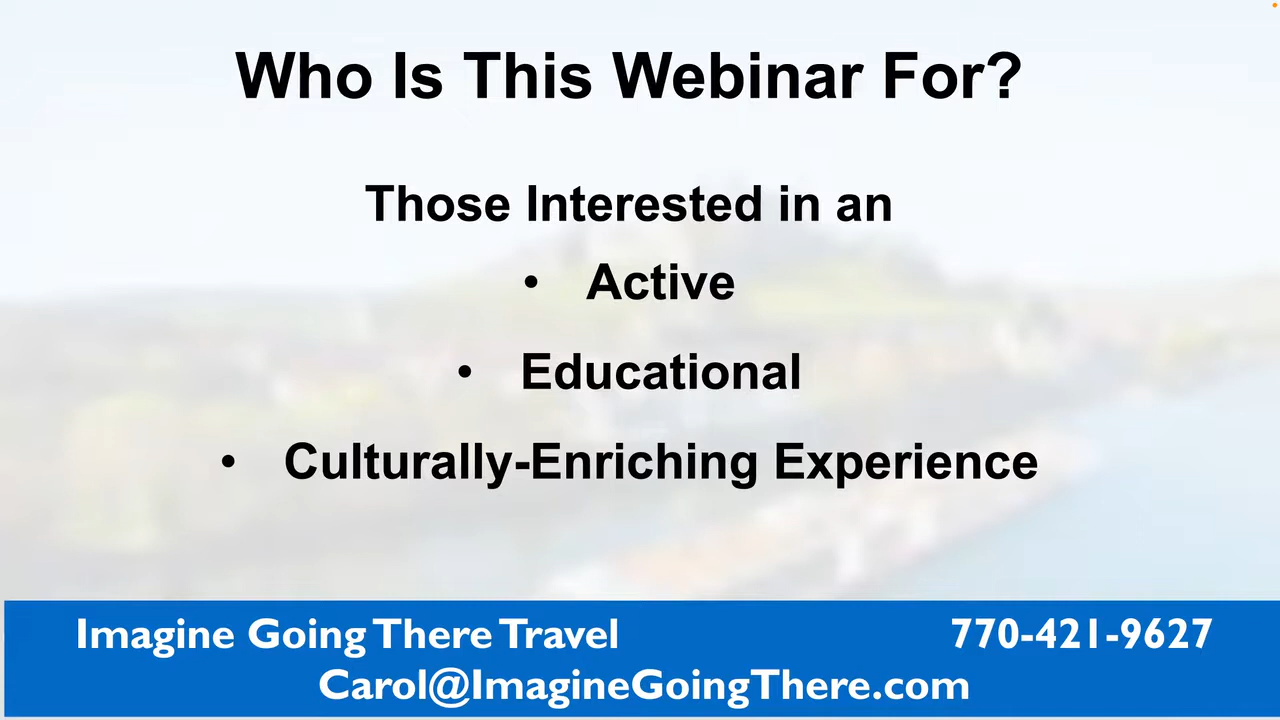 Who Is This Webinar For?
Those Interested in an
• Active
• Educational
• Culturally-Enriching Experience
Imagine Going There Travel 770-421-9627
Carol@ImagineGoingThere.com